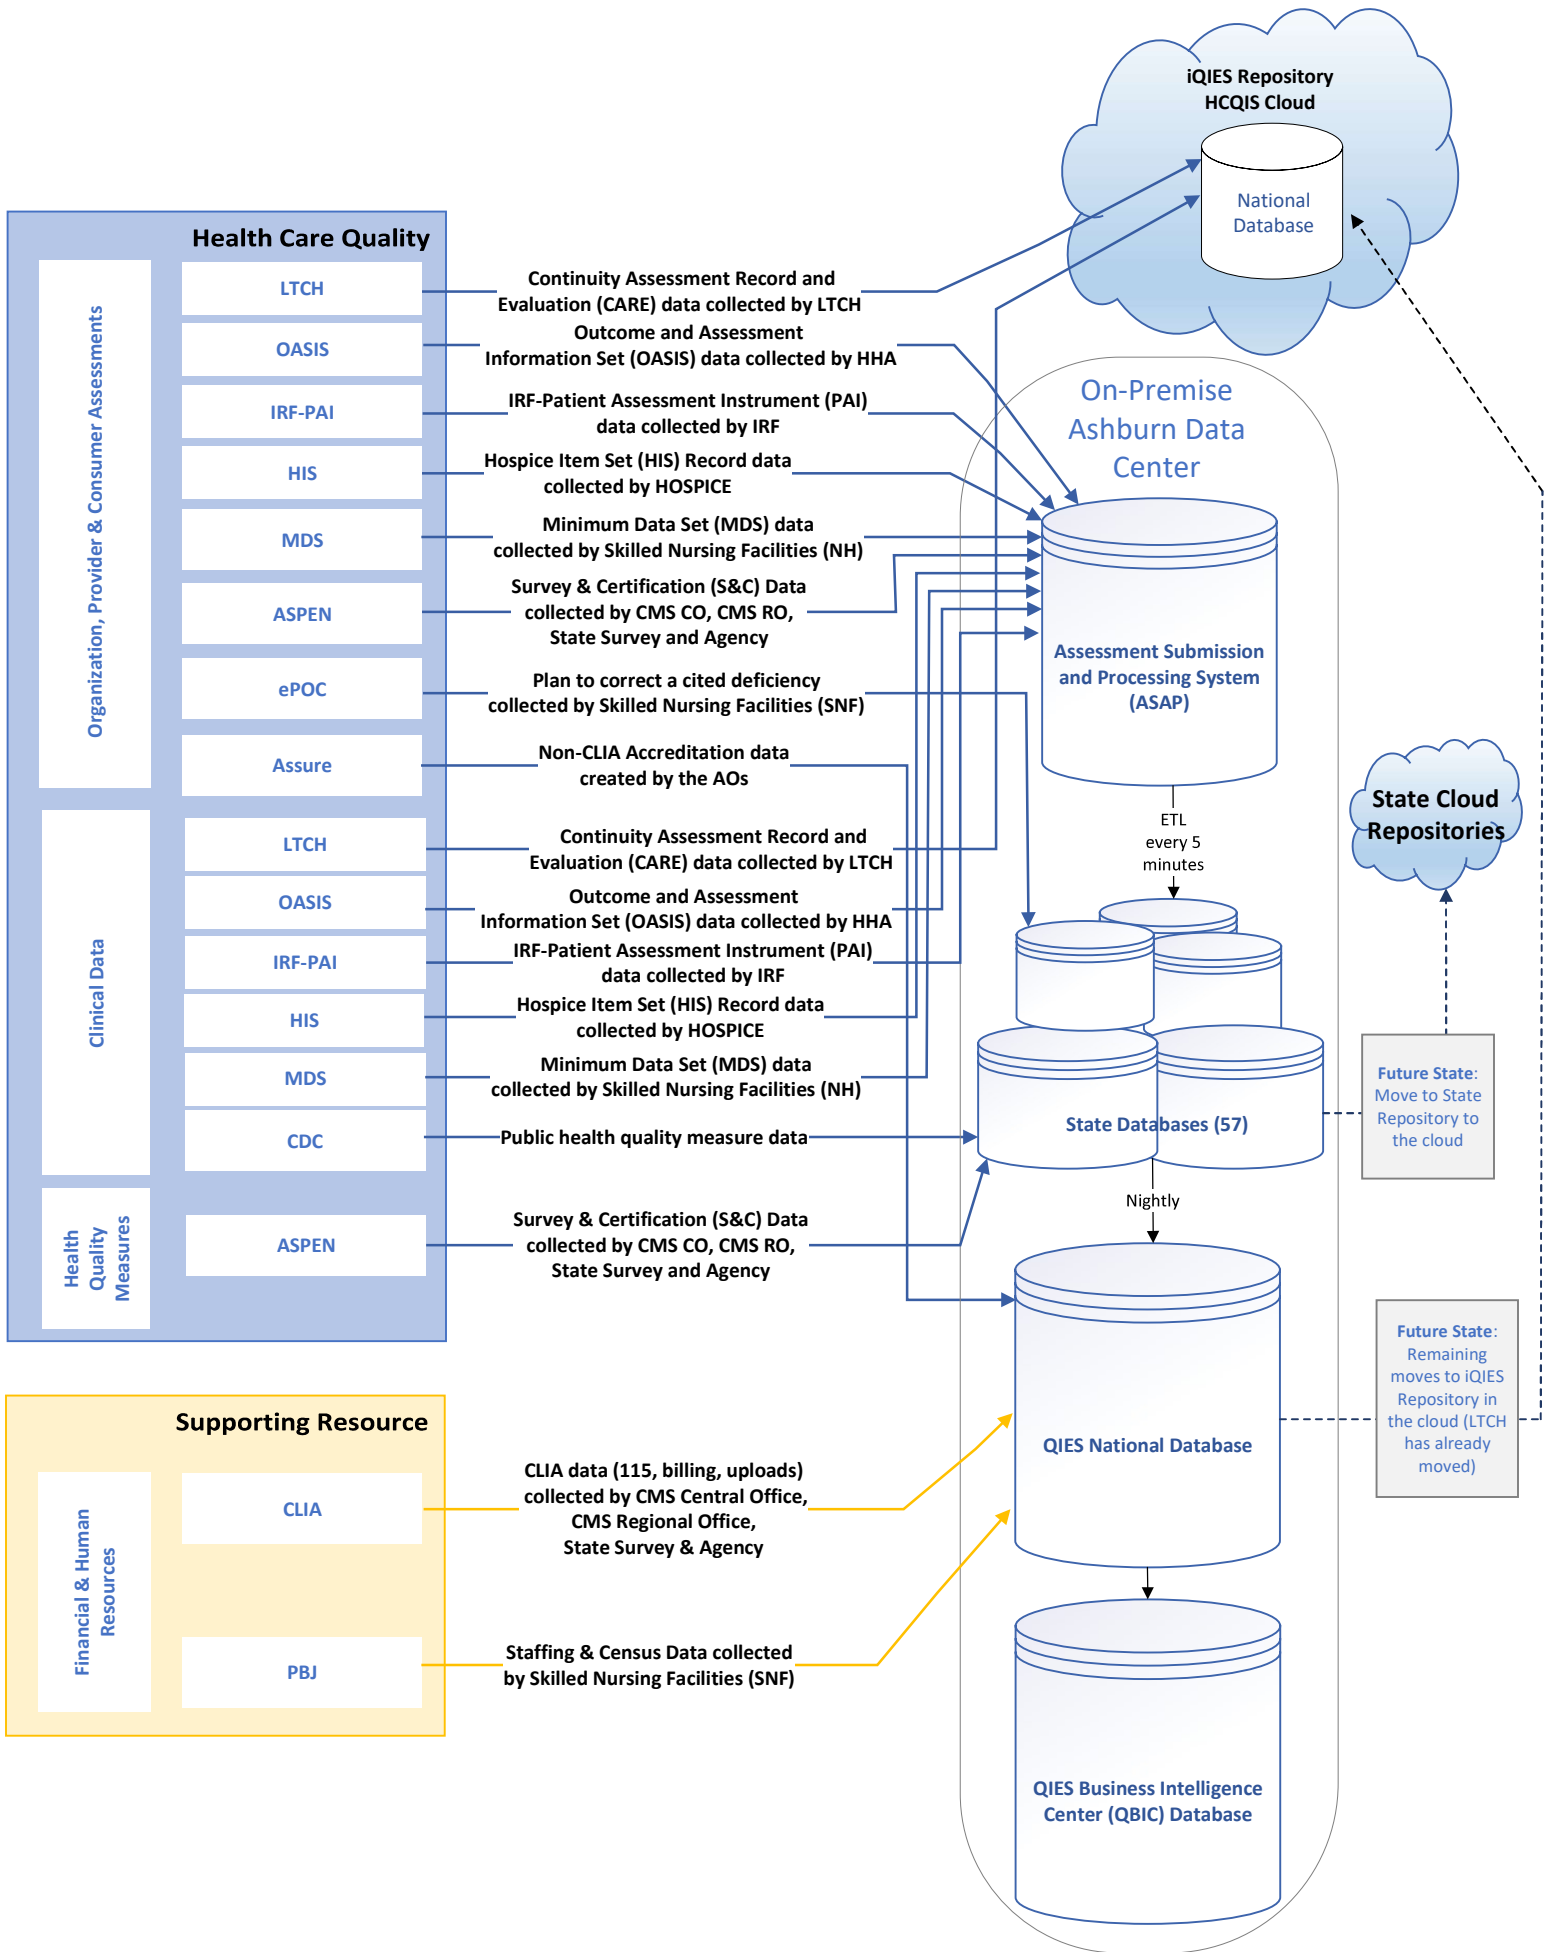 iQIES Repository
HCQIS Cloud
National
Database
Health Care Quality
Organization, Provider & Consumer Assessments
LTCH
Continuity Assessment Record and
Evaluation (CARE) data collected by LTCH
OASIS
Outcome and Assessment
Information Set (OASIS) data collected by HHA
IRF-PAI
IRF-Patient Assessment Instrument (PAI)
data collected by IRF
HIS
Hospice Item Set (HIS) Record data
collected by HOSPICE
MDS
Minimum Data Set (MDS) data
collected by Skilled Nursing Facilities (NH)
ASPEN
Survey & Certification (S&C) Data
collected by CMS CO, CMS RO,
State Survey and Agency
ePOC
Plan to correct a cited deficiency
collected by Skilled Nursing Facilities (SNF)
Assure
Non-CLIA Accreditation data
created by the AOs
Clinical Data
LTCH
Continuity Assessment Record and
Evaluation (CARE) data collected by LTCH
OASIS
Outcome and Assessment
Information Set (OASIS) data collected by HHA
IRF-PAI
IRF-Patient Assessment Instrument (PAI)
data collected by IRF
HIS
Hospice Item Set (HIS) Record data
collected by HOSPICE
MDS
Minimum Data Set (MDS) data
collected by Skilled Nursing Facilities (NH)
CDC
Public health quality measure data
Health
Quality
Measures
ASPEN
Survey & Certification (S&C) Data
collected by CMS CO, CMS RO,
State Survey and Agency
Supporting Resource
Financial & Human
Resources
CLIA
CLIA data (115, billing, uploads)
collected by CMS Central Office,
CMS Regional Office,
State Survey & Agency
PBJ
Staffing & Census Data collected
by Skilled Nursing Facilities (SNF)
On-Premise
Ashburn Data
Center
Assessment Submission
and Processing System
(ASAP)
ETL
every 5
minutes
State Databases (57)
Nightly
QIES National Database
QIES Business Intelligence
Center (QBIC) Database
State Cloud
Repositories
Future State:
Move to State
Repository to
the cloud
Future State:
Remaining
moves to iQIES
Repository in
the cloud (LTCH
has already
moved)